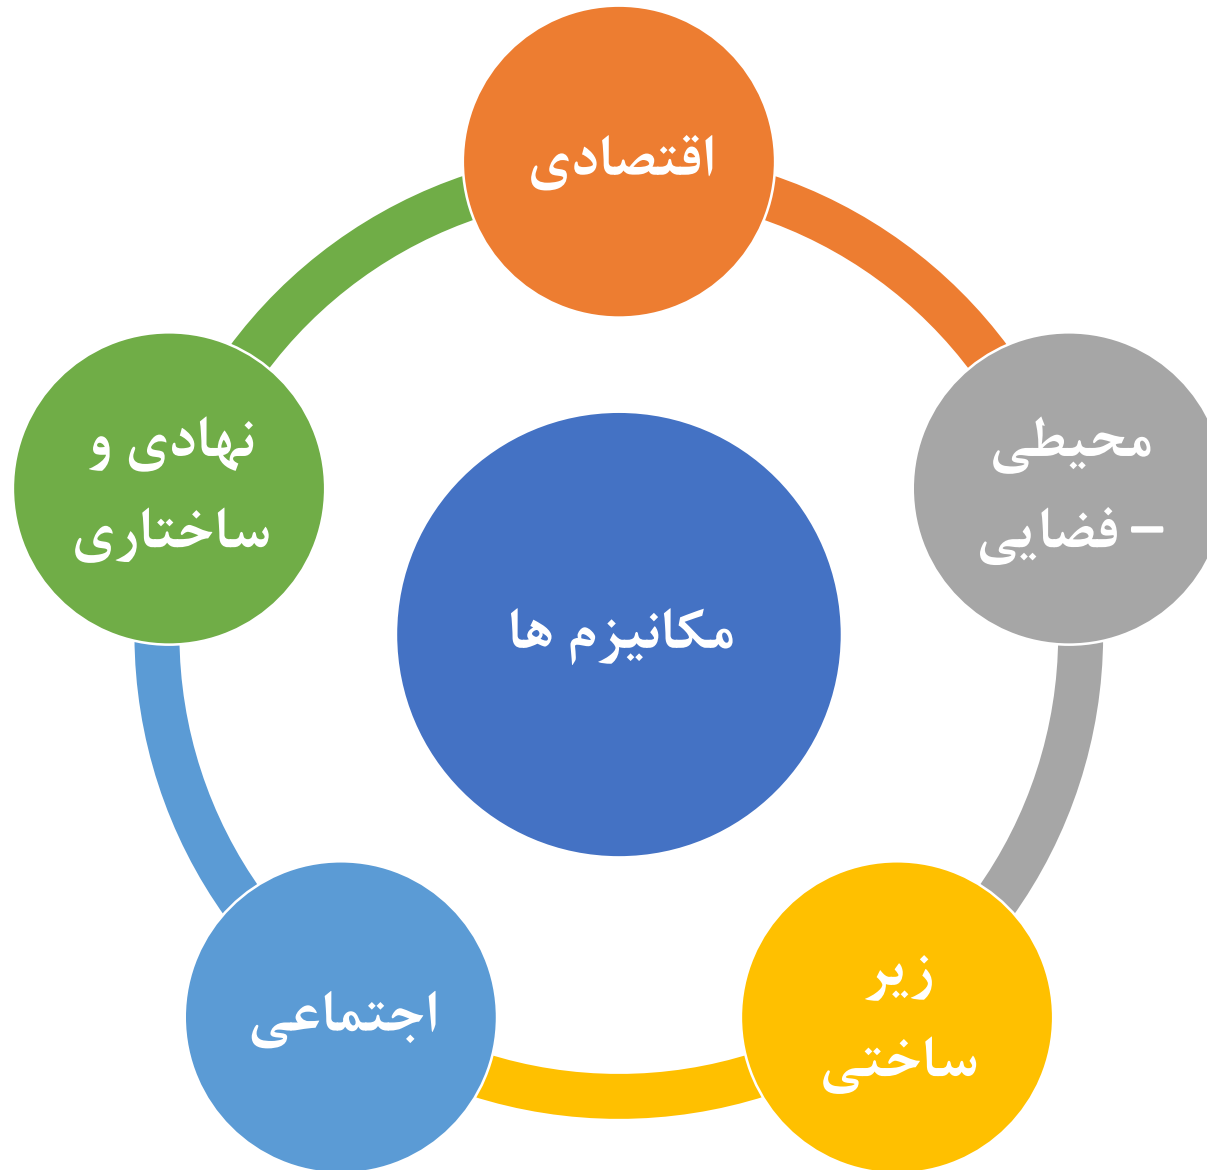 اقتصادی
محیطی
– فضایی
زیر
ساختی
اجتماعی
نهادی و
ساختاری
مکانیزم ها